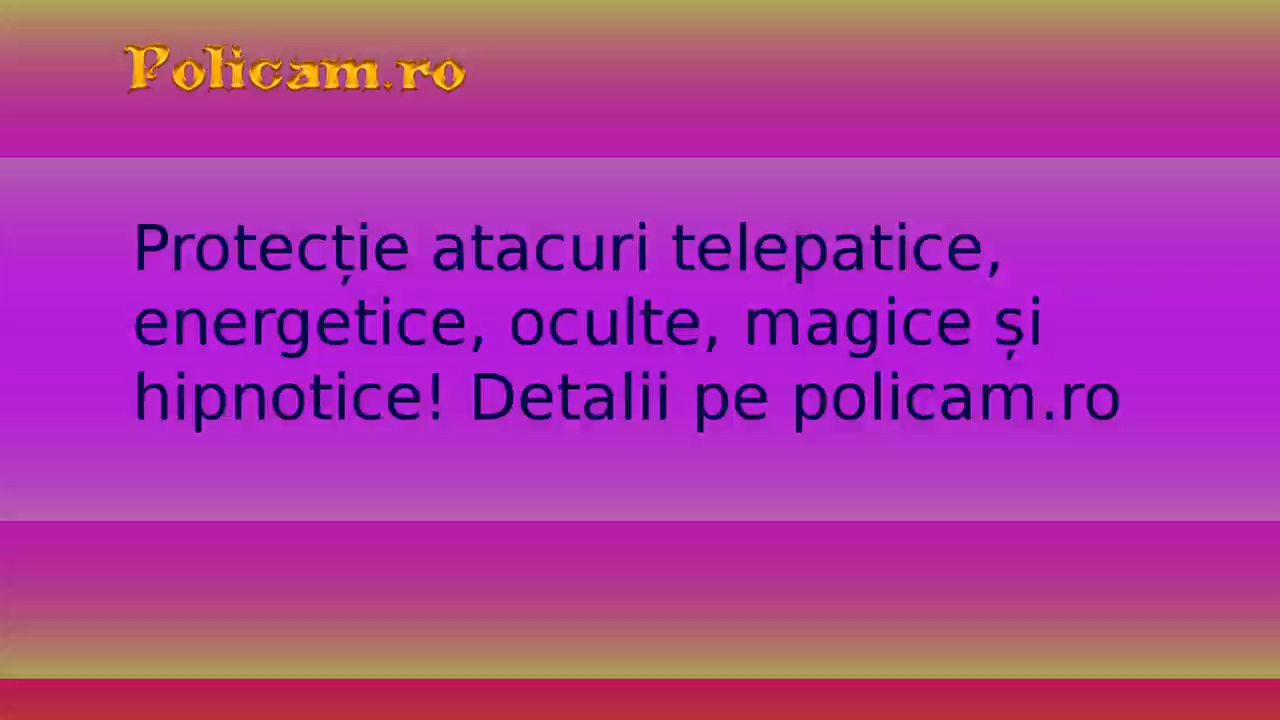 Policam.ro
Protecție atacuri telepatice,
energetice, oculte, magice și
hipnotice! Detalii pe policam.ro